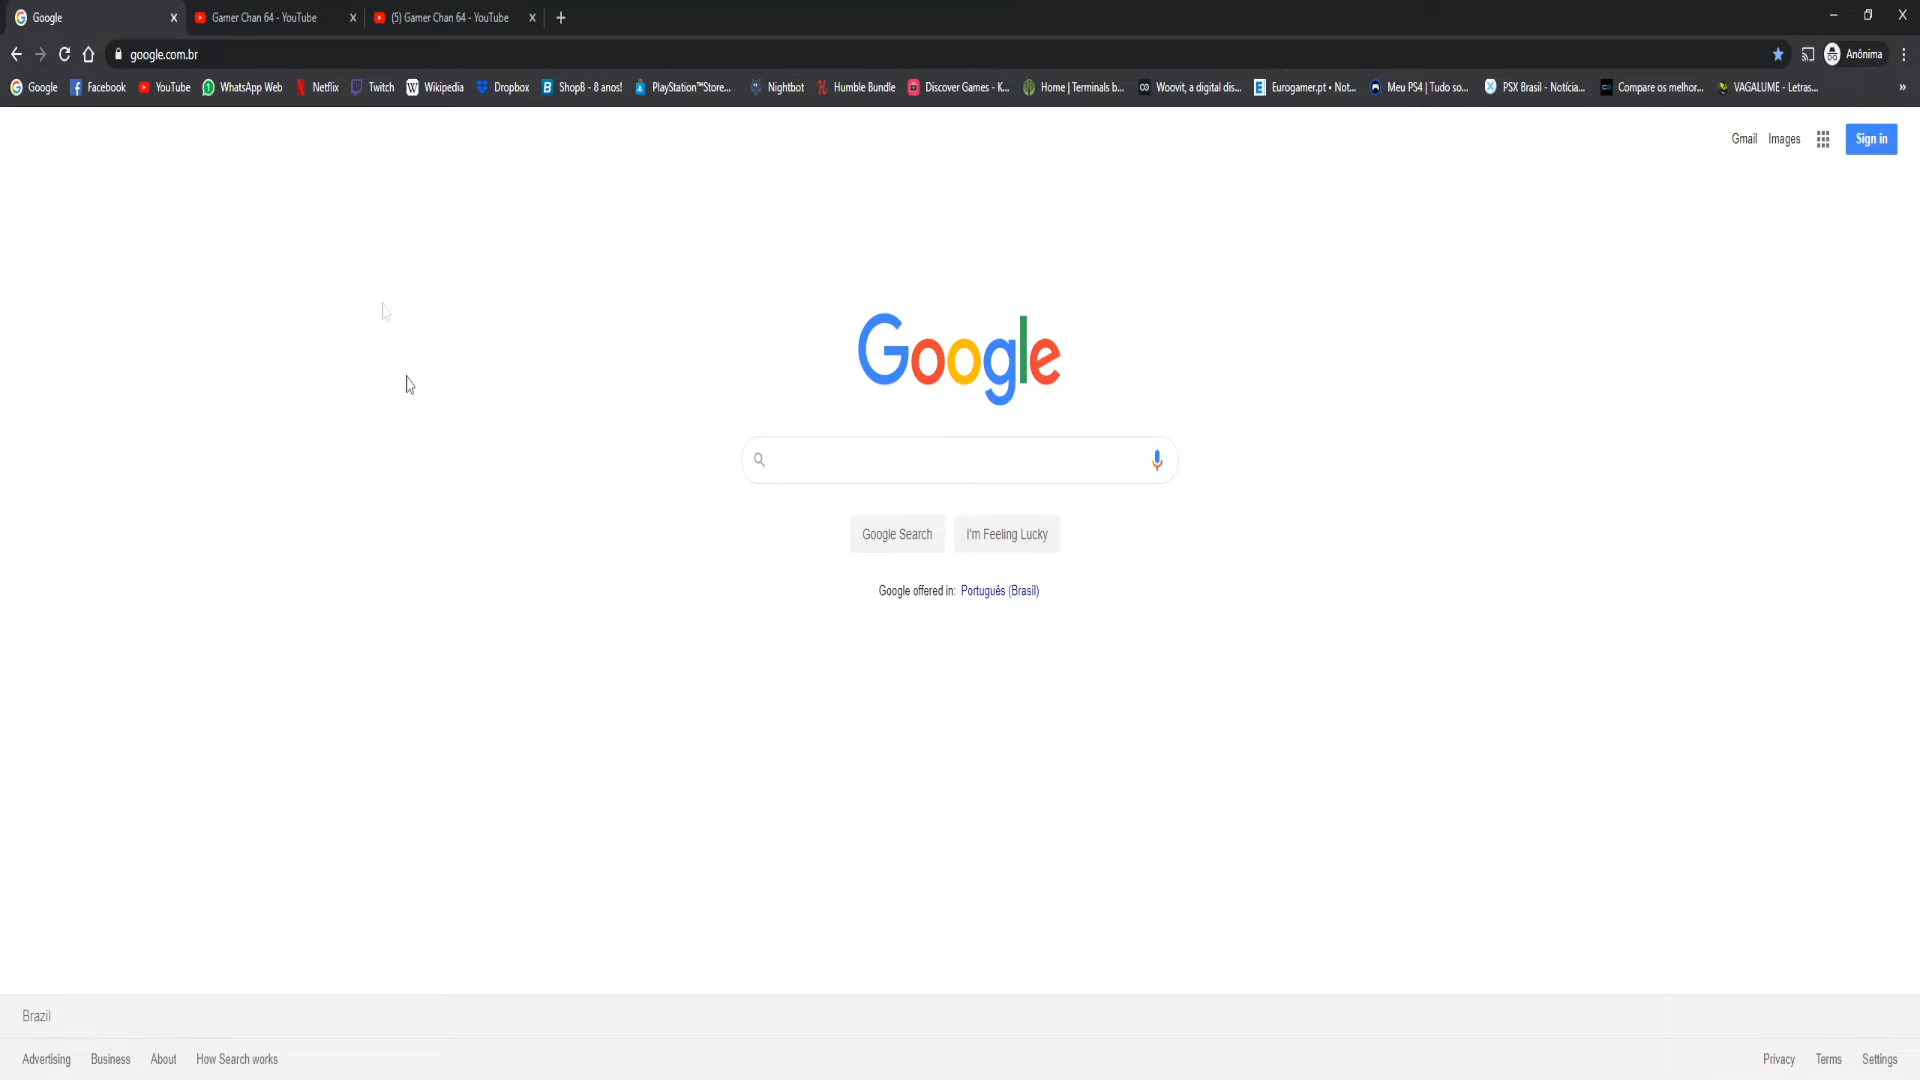 Google
Gamer Chan 64 - YouTube
(5) Gamer Chan 64 - YouTube
google.com.br
Anônima
Google Facebook YouTube WhatsApp Web Netflix Twitch Wikipedia Dropbox ShopB - 8 anos! PlayStation™Store... Nightbot Humble Bundle Discover Games - K... Home | Terminals b... Woovit, a digital dis... Eurogamer.pt • Not... Meu PS4 | Tudo so... PSX Brasil - Notícia... Compare os melhor... VAGALUME - Letras... »
Gmail Images Sign in
Google
Google Search I'm Feeling Lucky
Google offered in: Português (Brasil)
Brazil
Advertising Business About How Search works Privacy Terms Settings